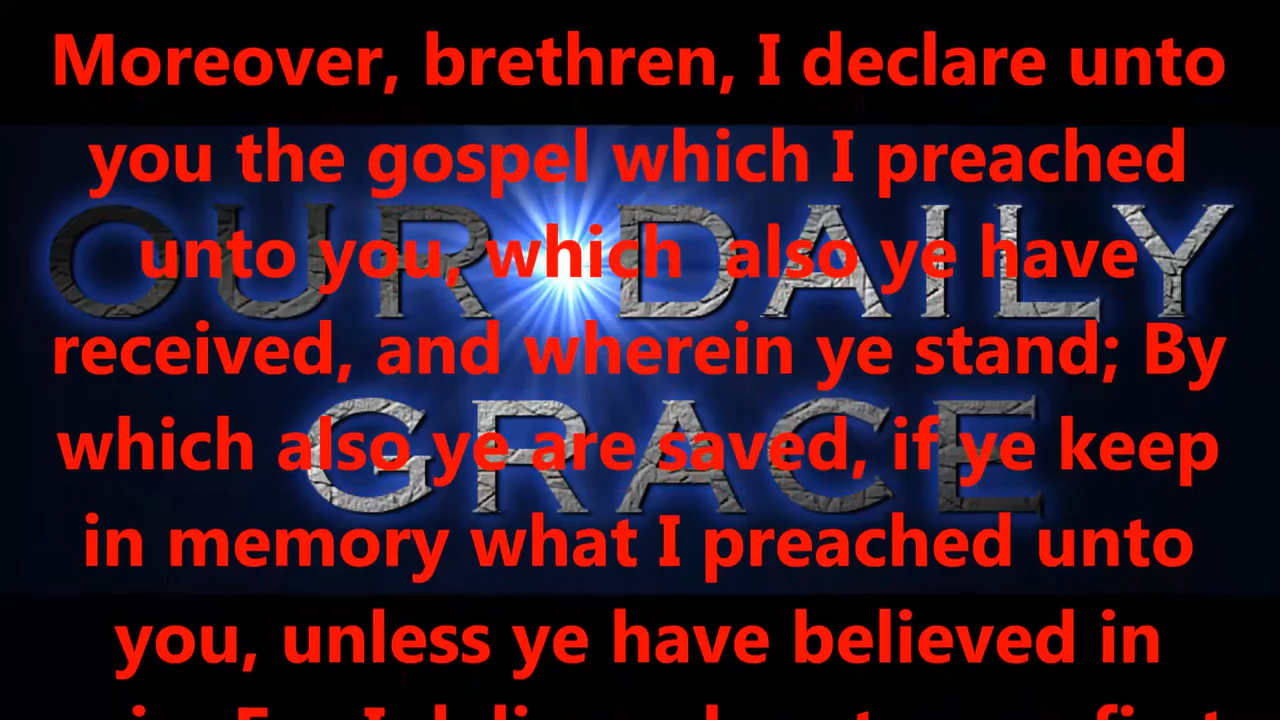 Moreover, brethren, I declare unto
you the gospel which I preached
OUR DAILY
unto you, which also ye have
received, and wherein ye stand; By
GRACE
which also ye are saved, if ye keep
in memory what I preached unto
you, unless ye have believed in